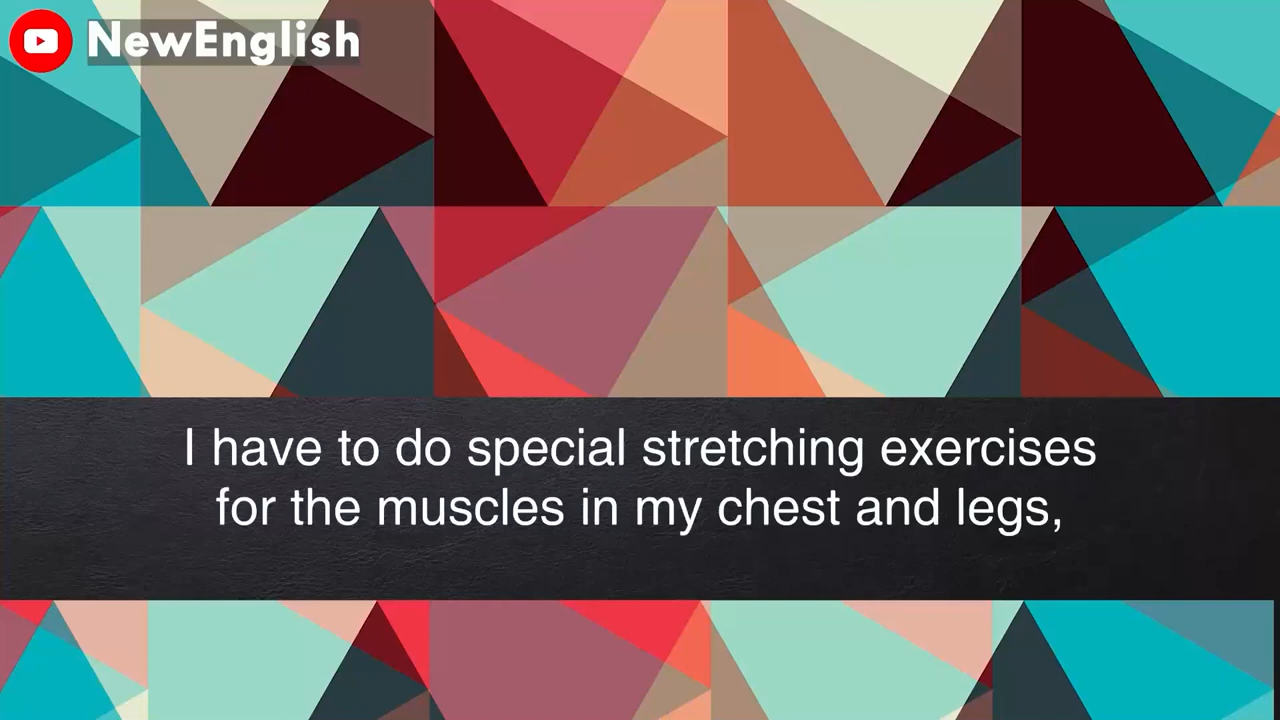 NewEnglish
I have to do special stretching exercises
for the muscles in my chest and legs,